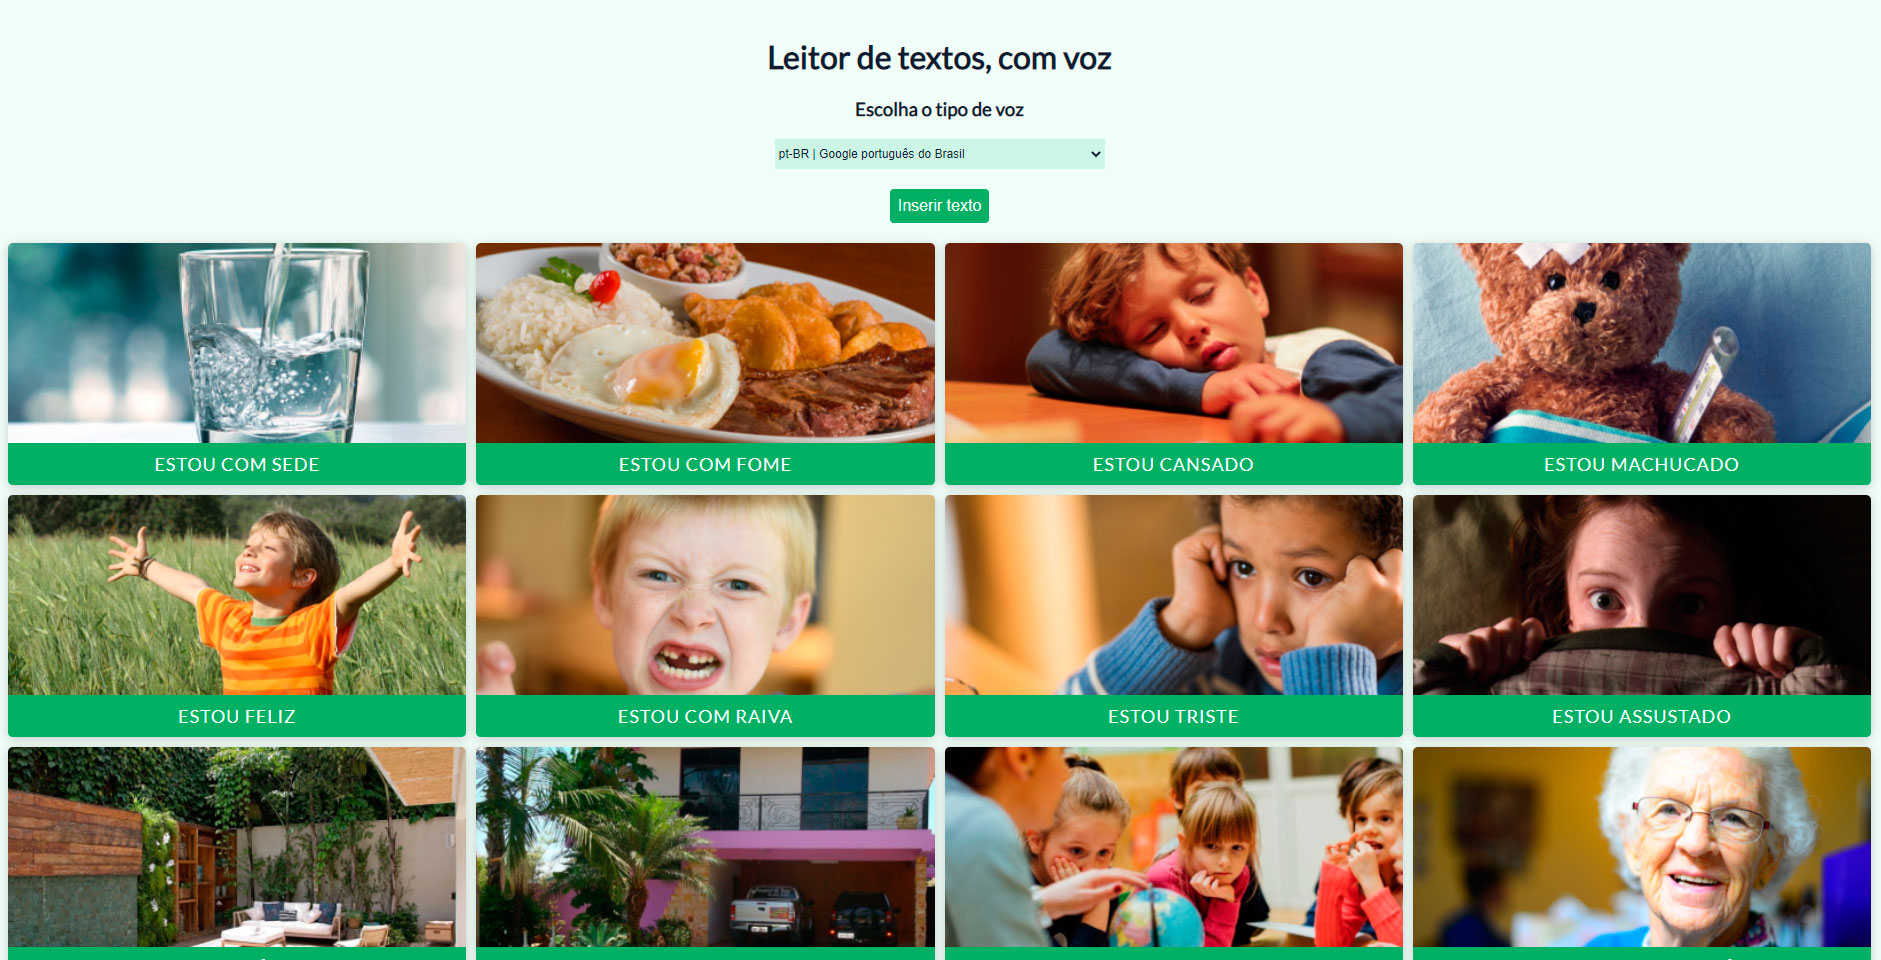 Leitor de textos, com voz
Escolha o tipo de voz
pt-BR | Google português do Brasil
Inserir texto
ESTOU COM SEDE
ESTOU COM FOME
ESTOU CANSADO
ESTOU MACHUCADO
ESTOU FELIZ
ESTOU COM RAIVA
ESTOU TRISTE
ESTOU ASSUSTADO